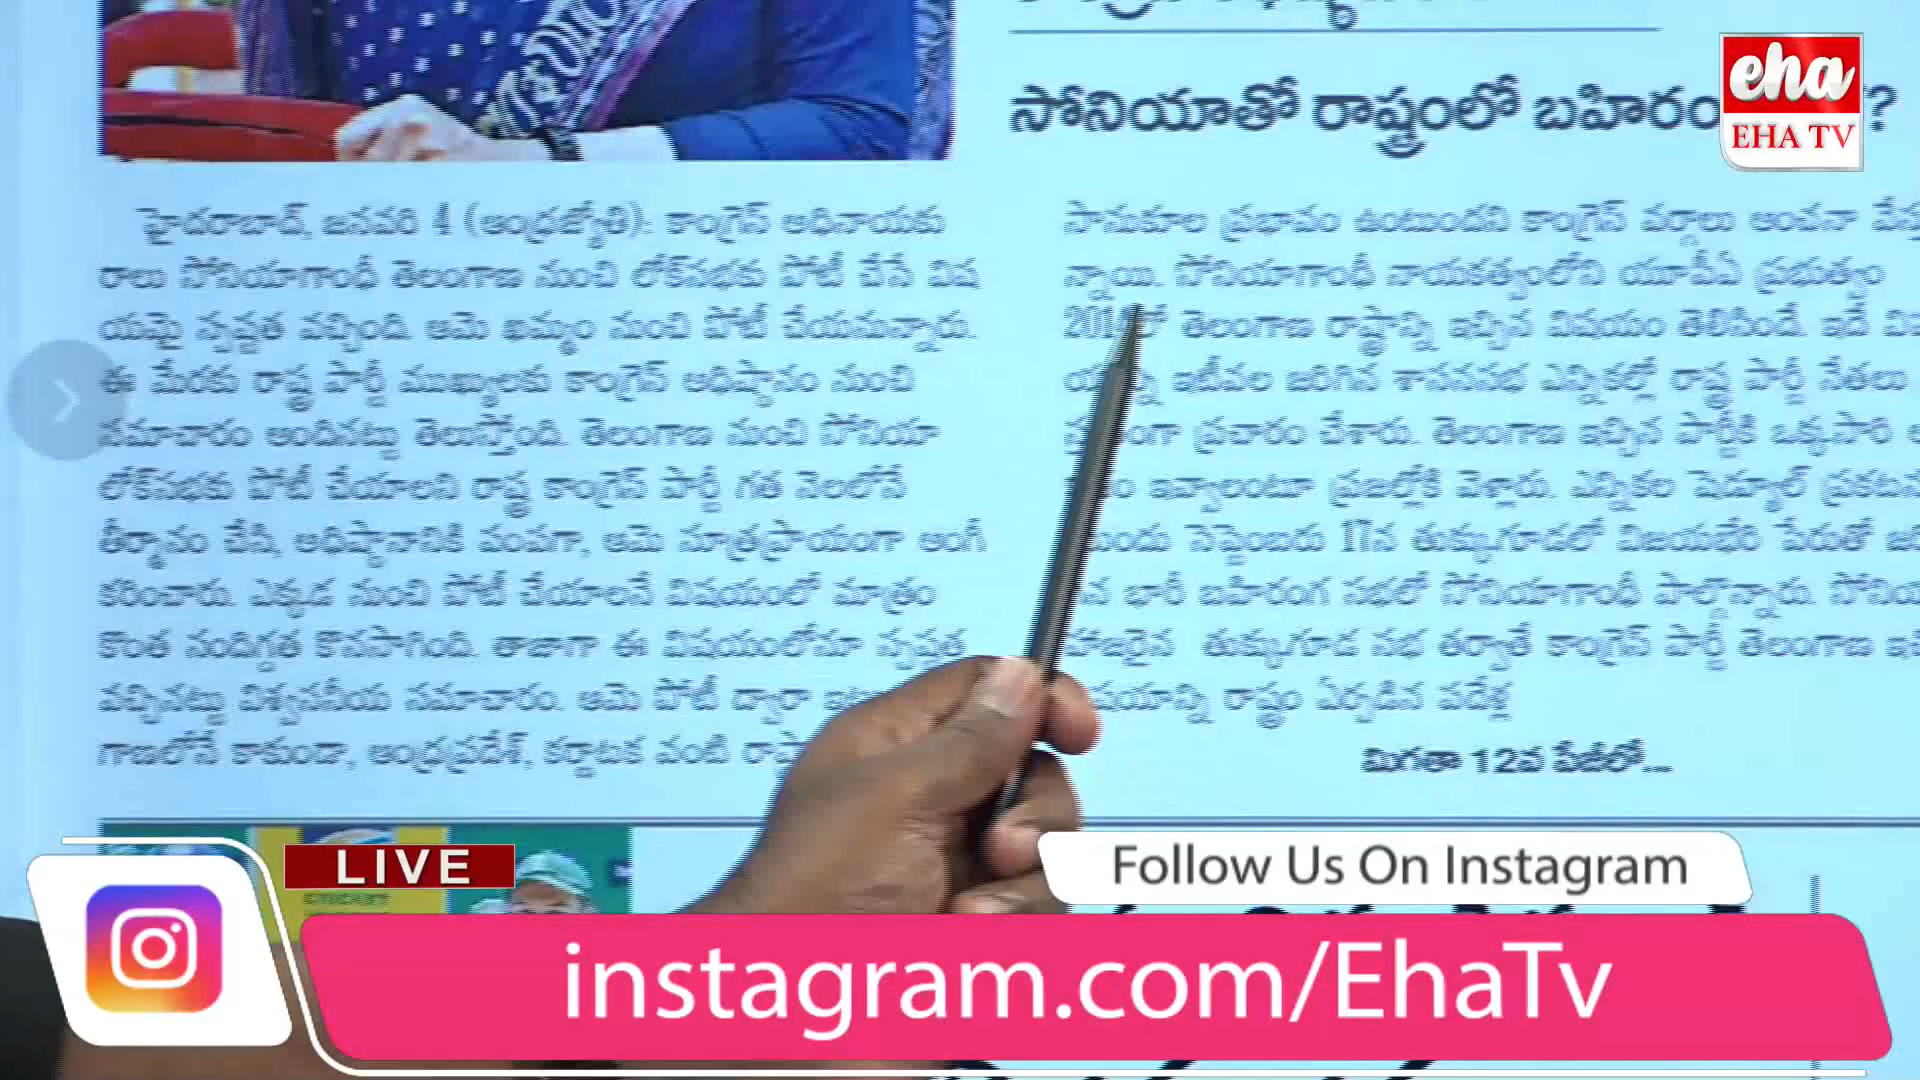 సోనియాతో రాష్ట్రంలో బహిరం ?
eha
EHA TV
హైదరాబాద్, జనవరి 4 (ఆంధ్రజ్యోతి): కాంగ్రెస్ అధినాయకు
రాలు సోనియాగాంధీ తెలంగాణ నుంచి లోక్‌సభకు పోటీ చేసే విష
యమై స్పష్టత వచ్చింది. ఆమె ఖమ్మం నుంచి పోటీ చేయనున్నారు.
ఈ మేరకు రాష్ట్ర పార్టీ ముఖ్యులకు కాంగ్రెస్ అధిష్ఠానం నుంచి
సమాచారం అందినట్టు తెలుస్తోంది. తెలంగాణ నుంచి సోనియా
లోక్‌సభకు పోటీ చేయాలని రాష్ట్ర కాంగ్రెస్ పార్టీ గత నెలలోనే
తీర్మానం చేసి, అధిష్ఠానానికి పంపగా, ఆమె సూత్రప్రాయంగా అంగీ
కరించారు. ఎక్కడ నుంచి పోటీ చేయాలనే విషయంలో మాత్రం
కొంత సందిగ్ధత కొనసాగింది. తాజాగా ఈ విషయంలోనూ స్పష్టత
వచ్చినట్టు విశ్వసనీయ సమాచారం. ఆమె పోటీ ద్వారా
గాణలోనే కాకుండా, ఆంధ్రప్రదేశ్, కర్ణాటక వంటి
సానుకూల ప్రభావం ఉంటుందని కాంగ్రెస్ వర్గాలు అంచనా వేస్తు
న్నాయి. సోనియాగాంధీ నాయకత్వంలోని యూపీఏ ప్రభుత్వం
2014లో తెలంగాణ రాష్ట్రాన్ని ఇచ్చిన విషయం తెలిసిందే. ఇదే
ఇటీవల జరిగిన శాసనసభ ఎన్నికల్లో రాష్ట్ర పార్టీ నేతలు
ప్రచారం చేశారు. తెలంగాణ ఇచ్చిన పార్టీకి ఒక్కసారి
ఇవ్వాలంటూ ప్రజల్లోకి వెళ్లారు. ఎన్నికల షెడ్యూల్
సెప్టెంబరు 17న తుక్కుగూడలో విజయభేరి పేరుతో
భారీ బహిరంగ సభలో సోనియాగాంధీ పాల్గొన్నారు.
తుక్కుగూడ సభ తర్వాతే కాంగ్రెస్ పార్టీ తెలంగాణ
రాష్ట్రం ఏర్పడిన పదేళ్ల
మిగతా 12వ పేజీలో...
LIVE
Follow Us On Instagram
instagram.com/EhaTv